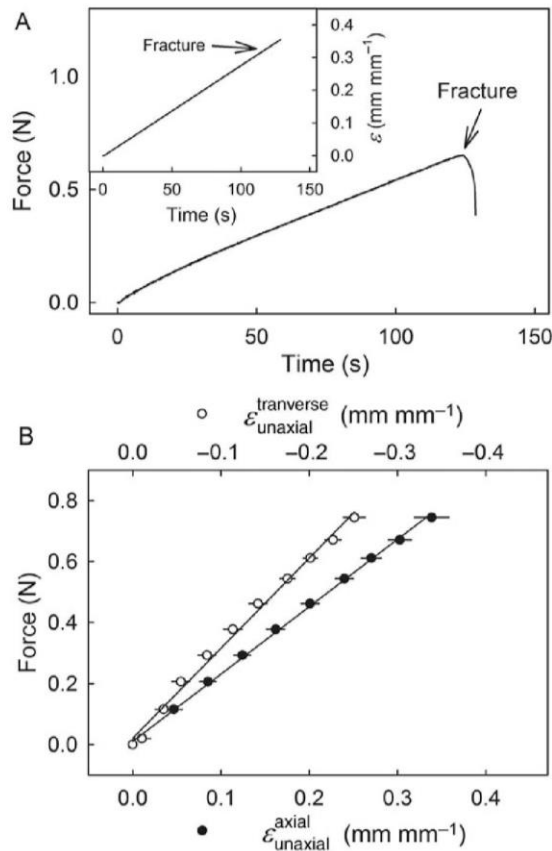 A
0.4
Fracture
0.3
1.0
0.2
ε (mm mm⁻¹)
0.1
Fracture
0.0
Force (N)
0 50 100 150
0.5
Time (s)
0.0
0 50 100 150
Time (s)
○ ε tranverse unaxial (mm mm⁻¹)
B
0.0 −0.1 −0.2 −0.3 −0.4
0.8
0.6
Force (N)
0.4
0.2
0.0
0.0 0.1 0.2 0.3 0.4
● ε axial unaxial (mm mm⁻¹)